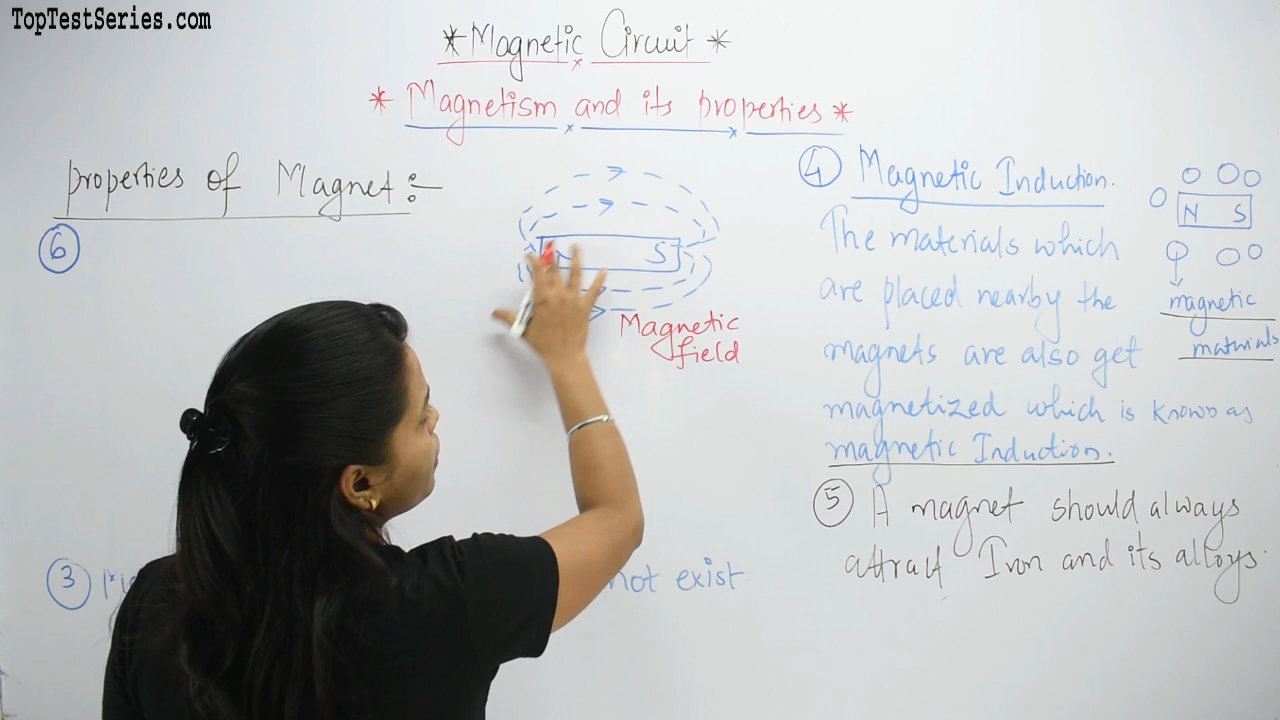 TopTestSeries.com
*Magnetic Circuit*
* Magnetism and its properties *
properties of Magnet:-
6
S
Magnetic
field
3
not exist
4 Magnetic Induction.
The materials which
are placed nearby the
magnets are also get
magnetized which is known as
magnetic Induction.
N S
magnetic
materials
5 A magnet should always
attract Iron and its alloys.